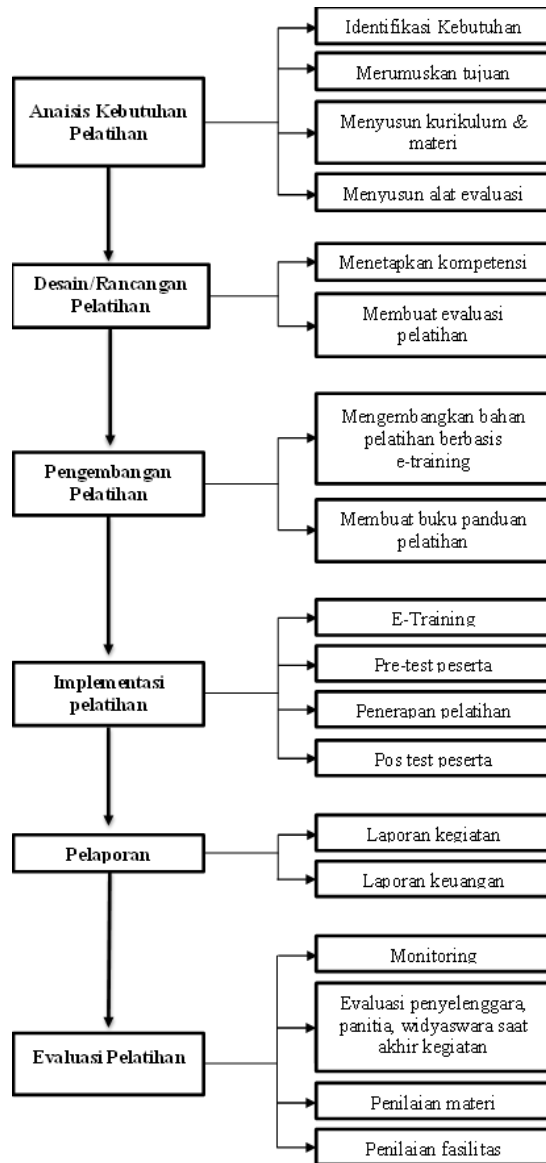 Anaisis Kebutuhan
Pelatihan
Identifikasi Kebutuhan
Merumuskan tujuan
Menyusun kurikulum &
materi
Menyusun alat evaluasi
Desain/Rancangan
Pelatihan
Menetapkan kompetensi
Membuat evaluasi
pelatihan
Pengembangan
Pelatihan
Mengembangkan bahan
pelatihan berbasis
e-training
Membuat buku panduan
pelatihan
Implementasi
pelatihan
E-Training
Pre-test peserta
Penerapan pelatihan
Pos test peserta
Pelaporan
Laporan kegiatan
Laporan keuangan
Evaluasi Pelatihan
Monitoring
Evaluasi penyelenggara,
panitia, widyaswara saat
akhir kegiatan
Penilaian materi
Penilaian fasilitas